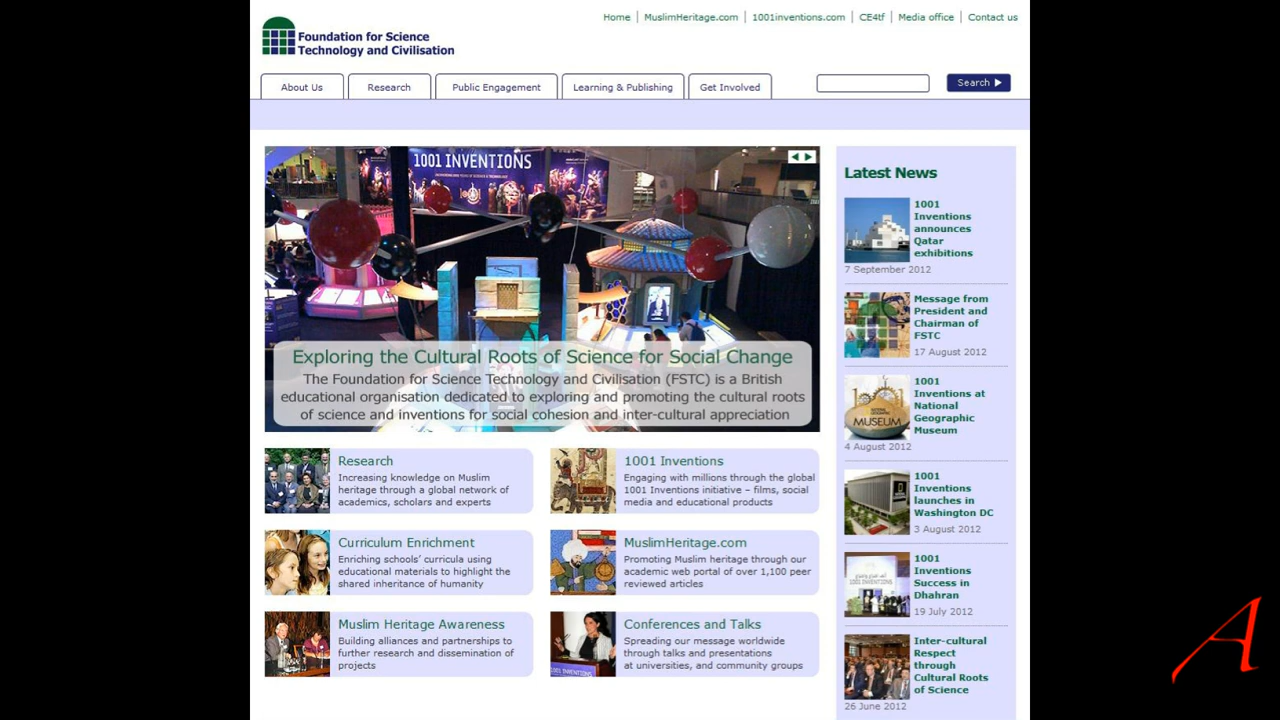 Home | MuslimHeritage.com | 1001inventions.com | CE4tf | Media office | Contact us
Foundation for Science
Technology and Civilisation
About Us
Research
Public Engagement
Learning & Publishing
Get Involved
Search
1001 INVENTIONS
Exploring the Cultural Roots of Science for Social Change
The Foundation for Science Technology and Civilisation (FSTC) is a British
educational organisation dedicated to exploring and promoting the cultural roots
of science and inventions for social cohesion and inter-cultural appreciation
Research
Increasing knowledge on Muslim
heritage through a global network of
academics, scholars and experts
1001 Inventions
Engaging with millions through the global
1001 Inventions initiative – films, social
media and educational products
Curriculum Enrichment
Enriching schools’ curricula using
educational materials to highlight the
shared inheritance of humanity
MuslimHeritage.com
Promoting Muslim heritage through our
academic web portal of over 1,100 peer
reviewed articles
Muslim Heritage Awareness
Building alliances and partnerships to
further research and dissemination of
projects
Conferences and Talks
Spreading our message worldwide
through talks and presentations
at universities, and community groups
1001 INVENTIONS
Latest News
1001
Inventions
announces
Qatar
exhibitions
7 September 2012
Message from
President and
Chairman of
FSTC
17 August 2012
1001
Inventions at
National
Geographic
Museum
MUSEUM
4 August 2012
1001
Inventions
launches in
Washington DC
3 August 2012
1001
Inventions
Success in
Dhahran
1001 INVENTIONS
19 July 2012
Inter-cultural
Respect
through
Cultural Roots
of Science
26 June 2012
A